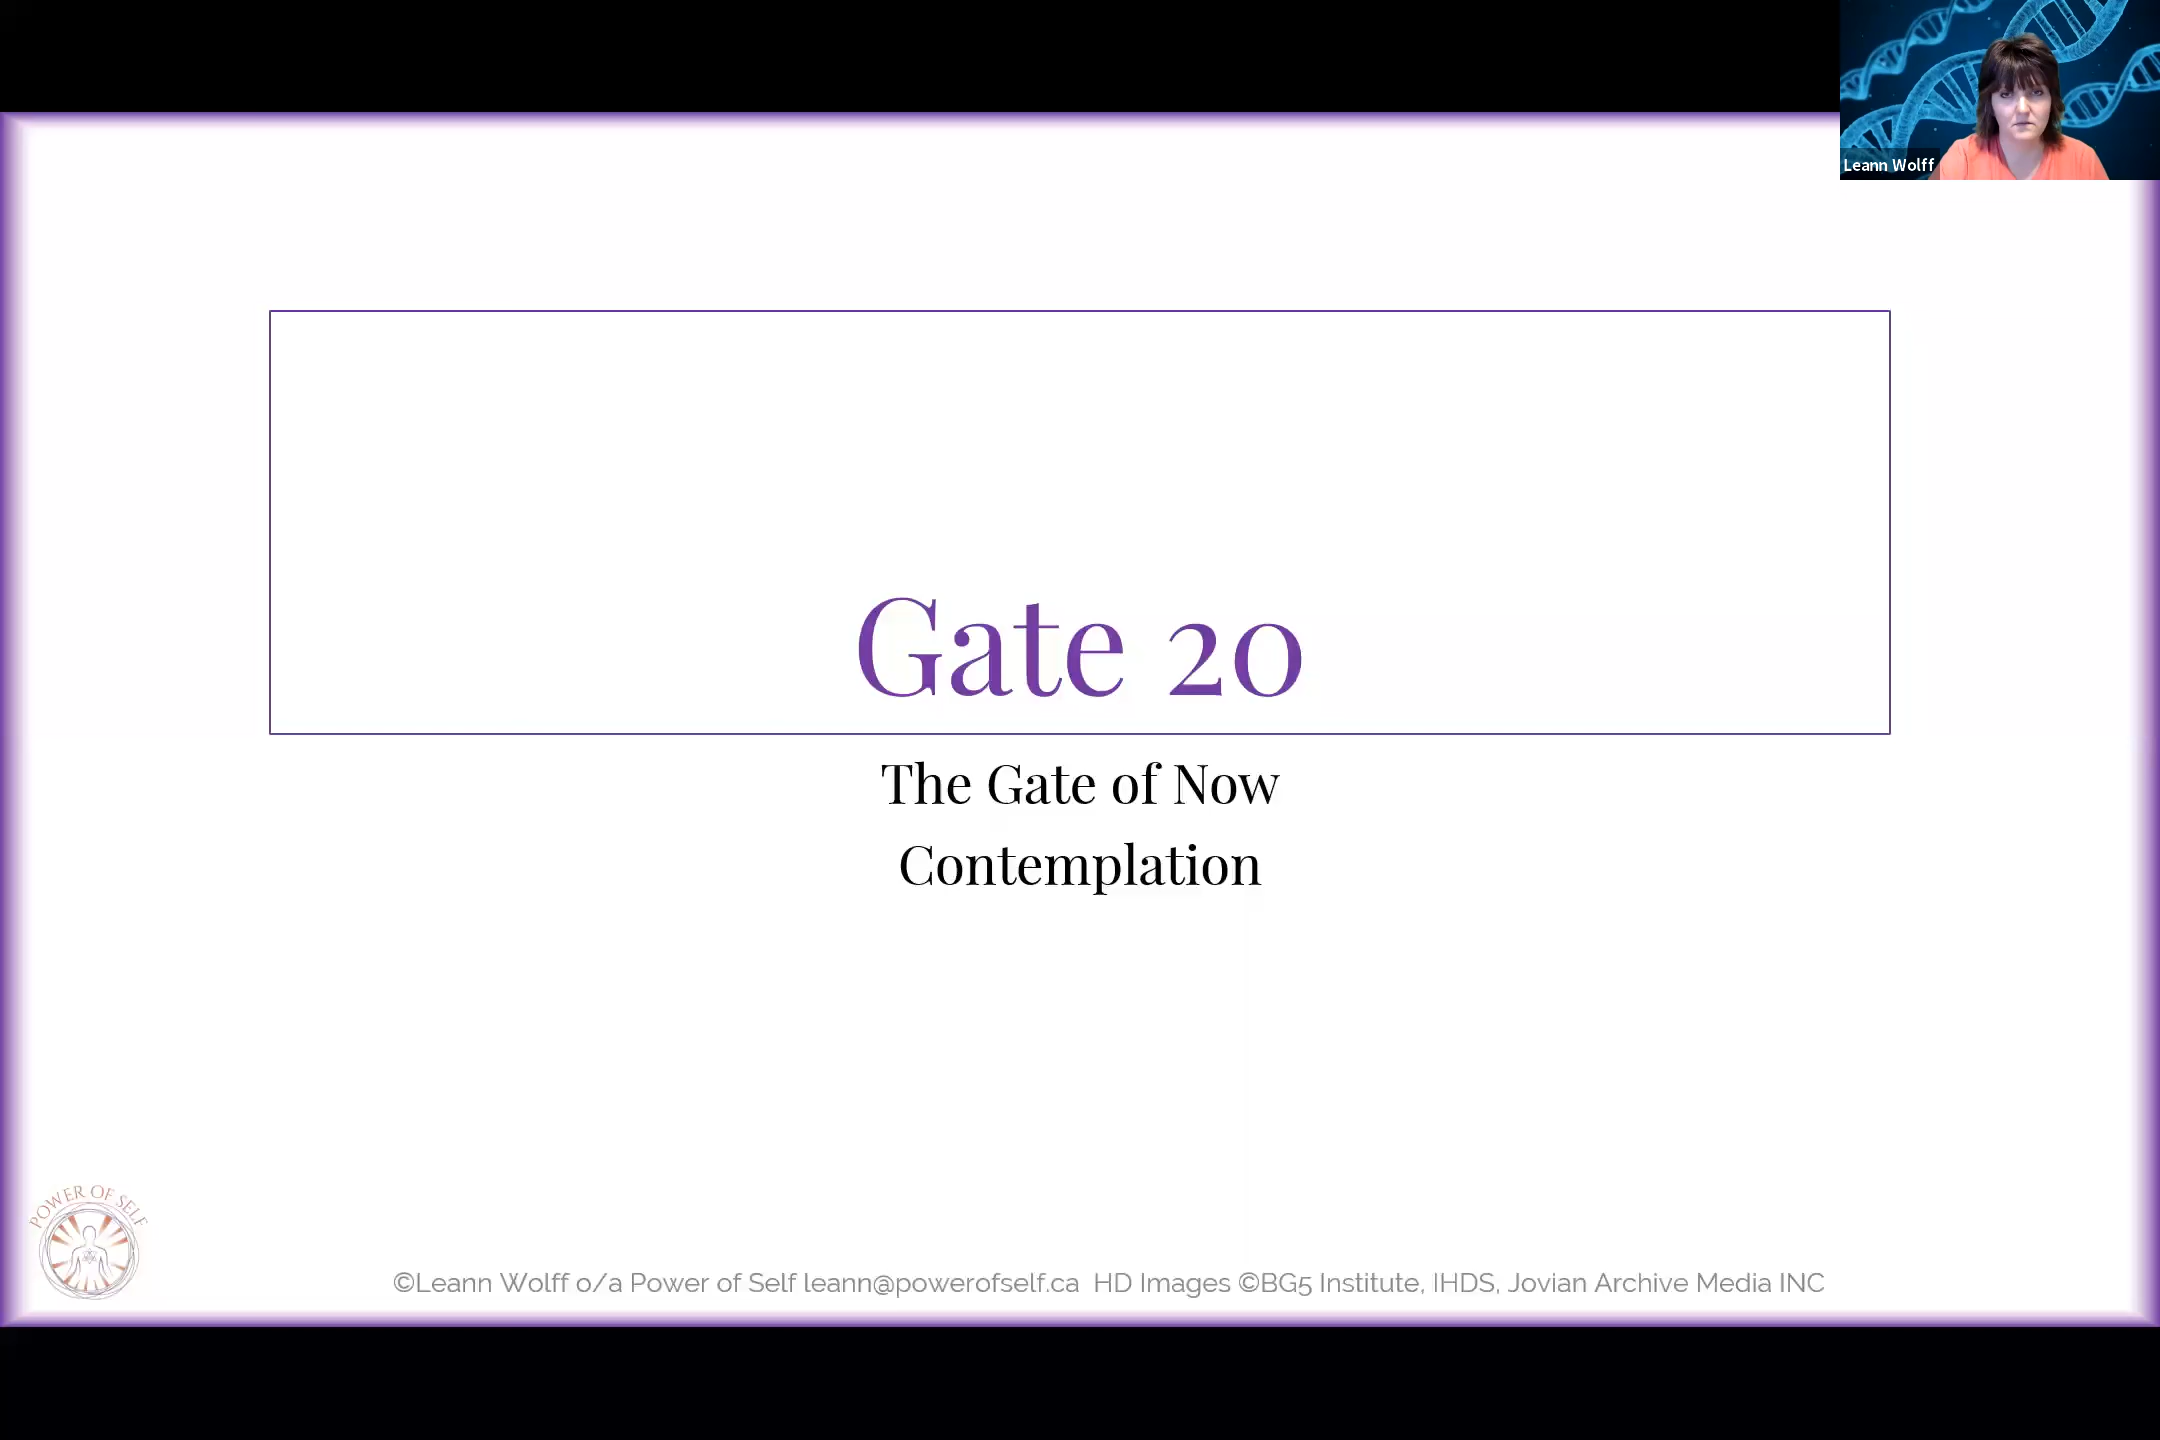 Leann Wolff
Gate 20
The Gate of Now
Contemplation
POWER OF SELF
©Leann Wolff o/a Power of Self leann@powerofself.ca HD Images ©BG5 Institute, IHDS, Jovian Archive Media INC